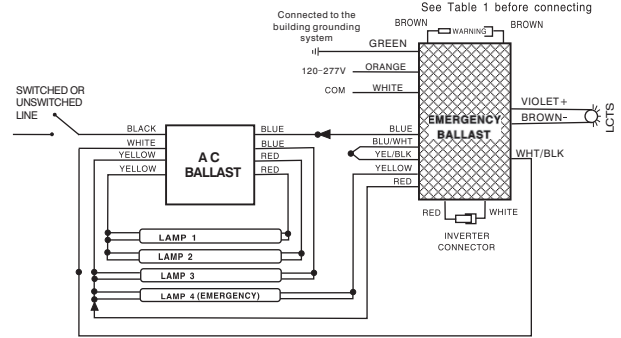 See Table 1 before connecting
Connected to the
building grounding
system
BROWN
WARNING
BROWN
GREEN
120-277V
ORANGE
COM
WHITE
SWITCHED OR
UNSWITCHED
LINE
VIOLET+
BROWN-
LCTS
EMERGENCY
BALLAST
BLACK
WHITE
YELLOW
YELLOW
AC
BALLAST
BLUE
BLUE
RED
RED
BLUE
BLU/WHT
YEL/BLK
YELLOW
RED
WHT/BLK
RED
WHITE
INVERTER
CONNECTOR
LAMP 1
LAMP 2
LAMP 3
LAMP 4 (EMERGENCY)